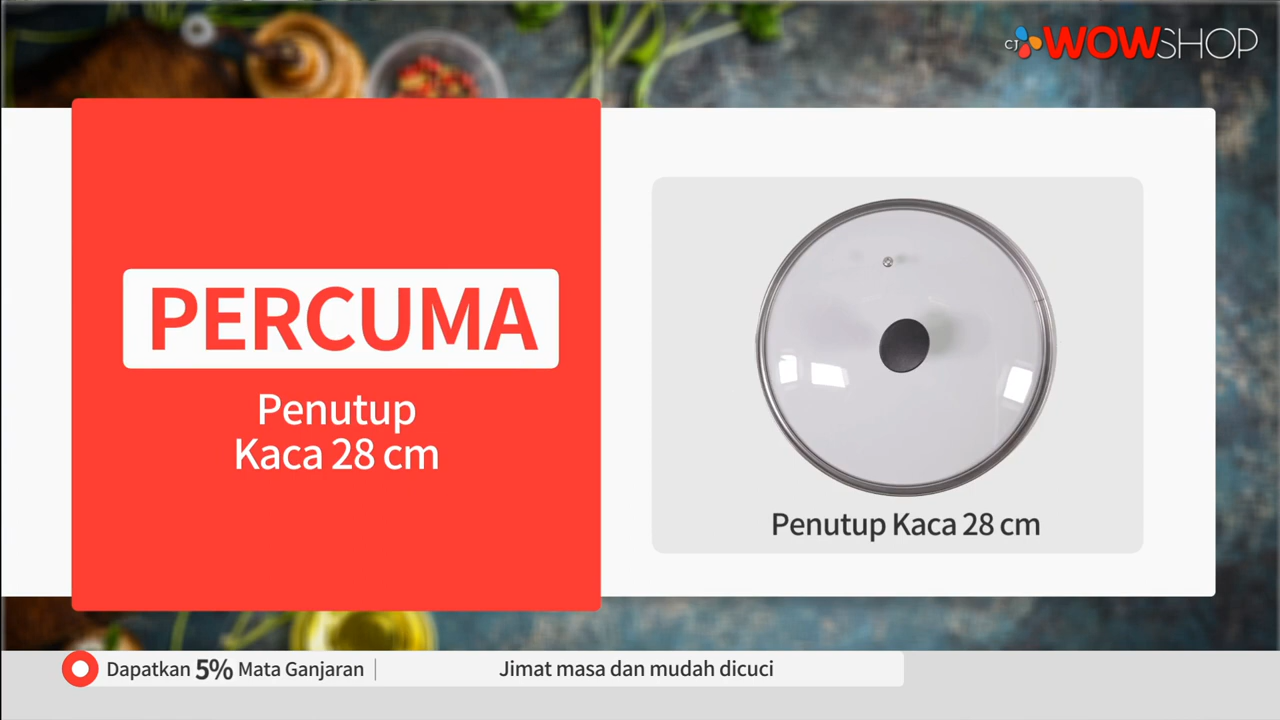 CJ WOWSHOP
PERCUMA
Penutup
Kaca 28 cm
Penutup Kaca 28 cm
Dapatkan 5% Mata Ganjaran | Jimat masa dan mudah dicuci